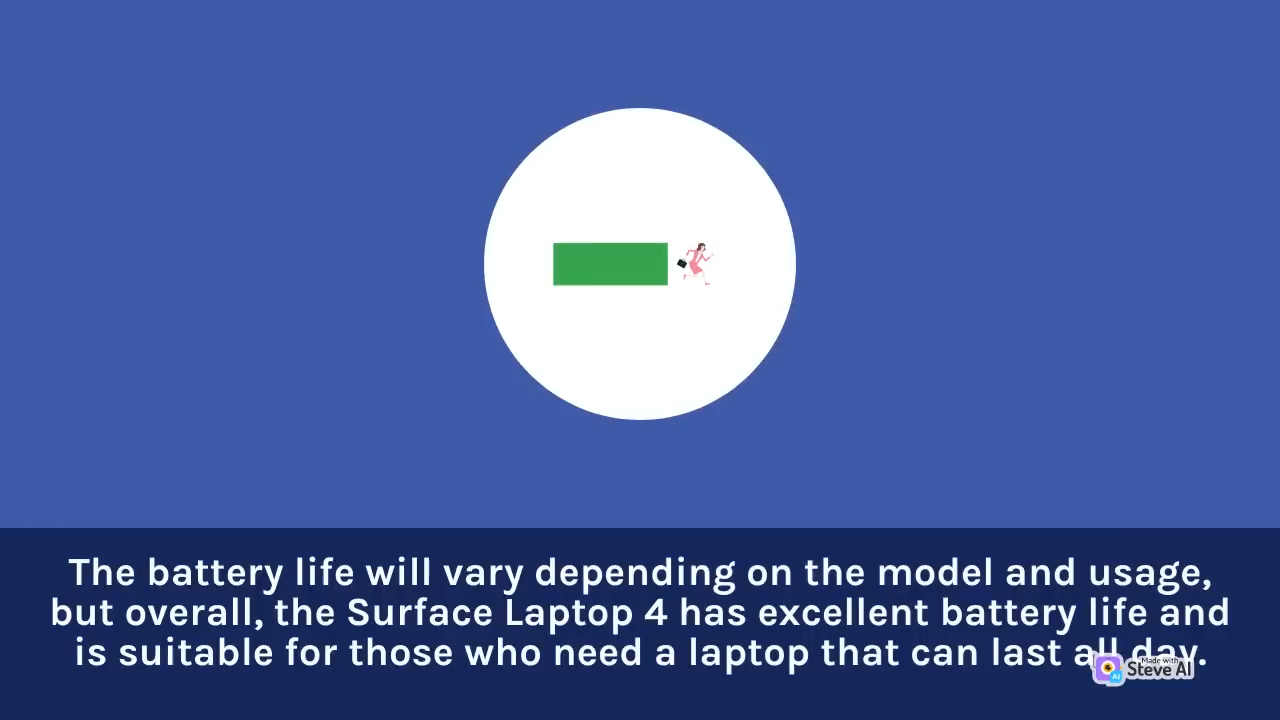 The battery life will vary depending on the model and usage,
but overall, the Surface Laptop 4 has excellent battery life and
is suitable for those who need a laptop that can last all day.
Made with
Steve AI
AI